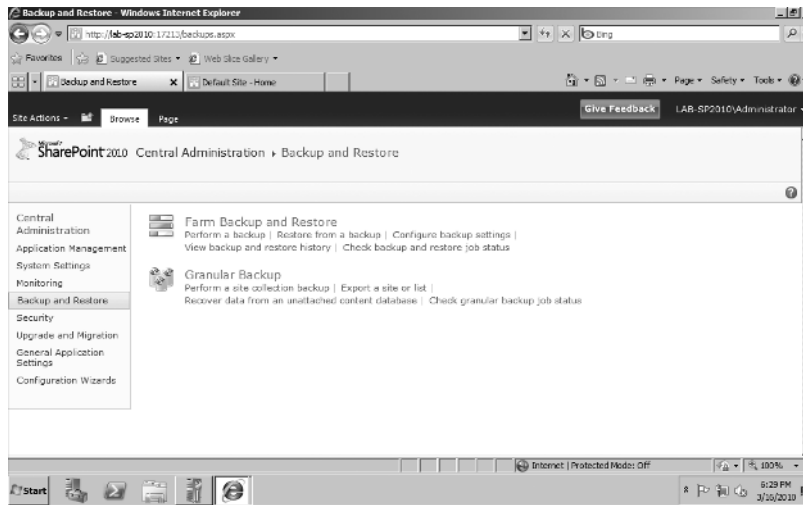 Backup and Restore - Windows Internet Explorer
http://lab-sp2010:17213/backups.aspx
Bing
Favorites Suggested Sites Web Slice Gallery
Backup and Restore Default Site - Home Page Safety Tools
Give Feedback LAB-SP2010\Administrator
Site Actions Browse Page
Microsoft
SharePoint 2010 Central Administration Backup and Restore
Central
Administration
Application Management
System Settings
Monitoring
Backup and Restore
Security
Upgrade and Migration
General Application
Settings
Configuration Wizards
Farm Backup and Restore
Perform a backup | Restore from a backup | Configure backup settings |
View backup and restore history | Check backup and restore job status
Granular Backup
Perform a site collection backup | Export a site or list |
Recover data from an unattached content database | Check granular backup job status
Internet | Protected Mode: Off 100%
Start 6:29 PM
3/16/2010